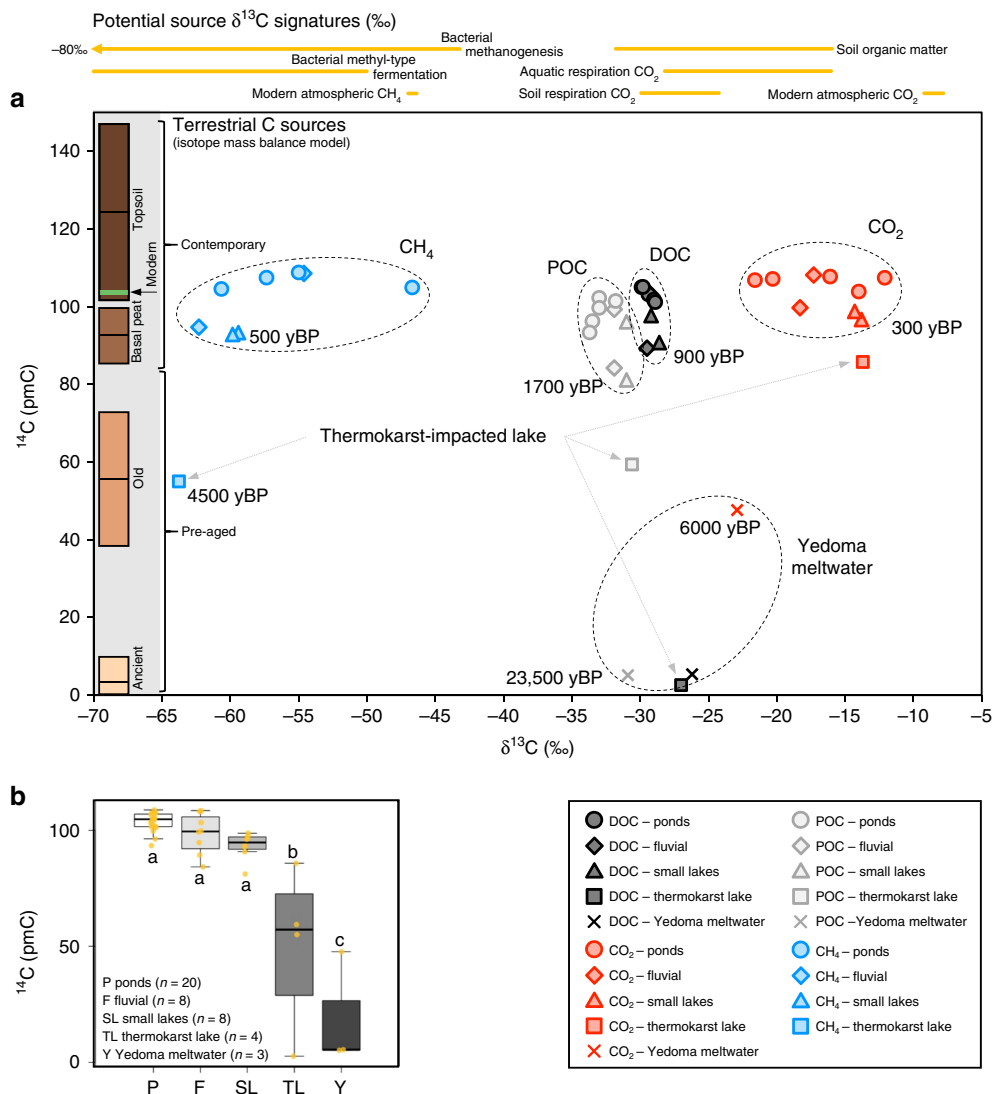 Potential source δ¹³C signatures (‰)
–80‰
Bacterial methanogenesis
Soil organic matter
Bacterial methyl-type fermentation
Aquatic respiration CO₂
Modern atmospheric CH₄
Soil respiration CO₂
Modern atmospheric CO₂
a
Terrestrial C sources
(isotope mass balance model)
¹⁴C (pmC)
140
120
100
80
60
40
20
0
Topsoil
Modern
Basal peat
Old
Ancient
Contemporary
Pre-aged
CH₄
500 yBP
POC
DOC
CO₂
300 yBP
900 yBP
1700 yBP
Thermokarst-impacted lake
4500 yBP
6000 yBP
Yedoma
meltwater
23,500 yBP
–70 –65 –60 –55 –50 –45 –40 –35 –30 –25 –20 –15 –10 –5
δ¹³C (‰)
b
¹⁴C (pmC)
100
50
0
a
a
a
b
c
P ponds (n = 20)
F fluvial (n = 8)
SL small lakes (n = 8)
TL thermokarst lake (n = 4)
Y Yedoma meltwater (n = 3)
P F SL TL Y
DOC – ponds
DOC – fluvial
DOC – small lakes
DOC – thermokarst lake
DOC – Yedoma meltwater
CO₂ – ponds
CO₂ – fluvial
CO₂ – small lakes
CO₂ – thermokarst lake
CO₂ – Yedoma meltwater
POC – ponds
POC – fluvial
POC – small lakes
POC – thermokarst lake
POC –Yedoma meltwater
CH₄ – ponds
CH₄ – fluvial
CH₄ – small lakes
CH₄ – thermokarst lake